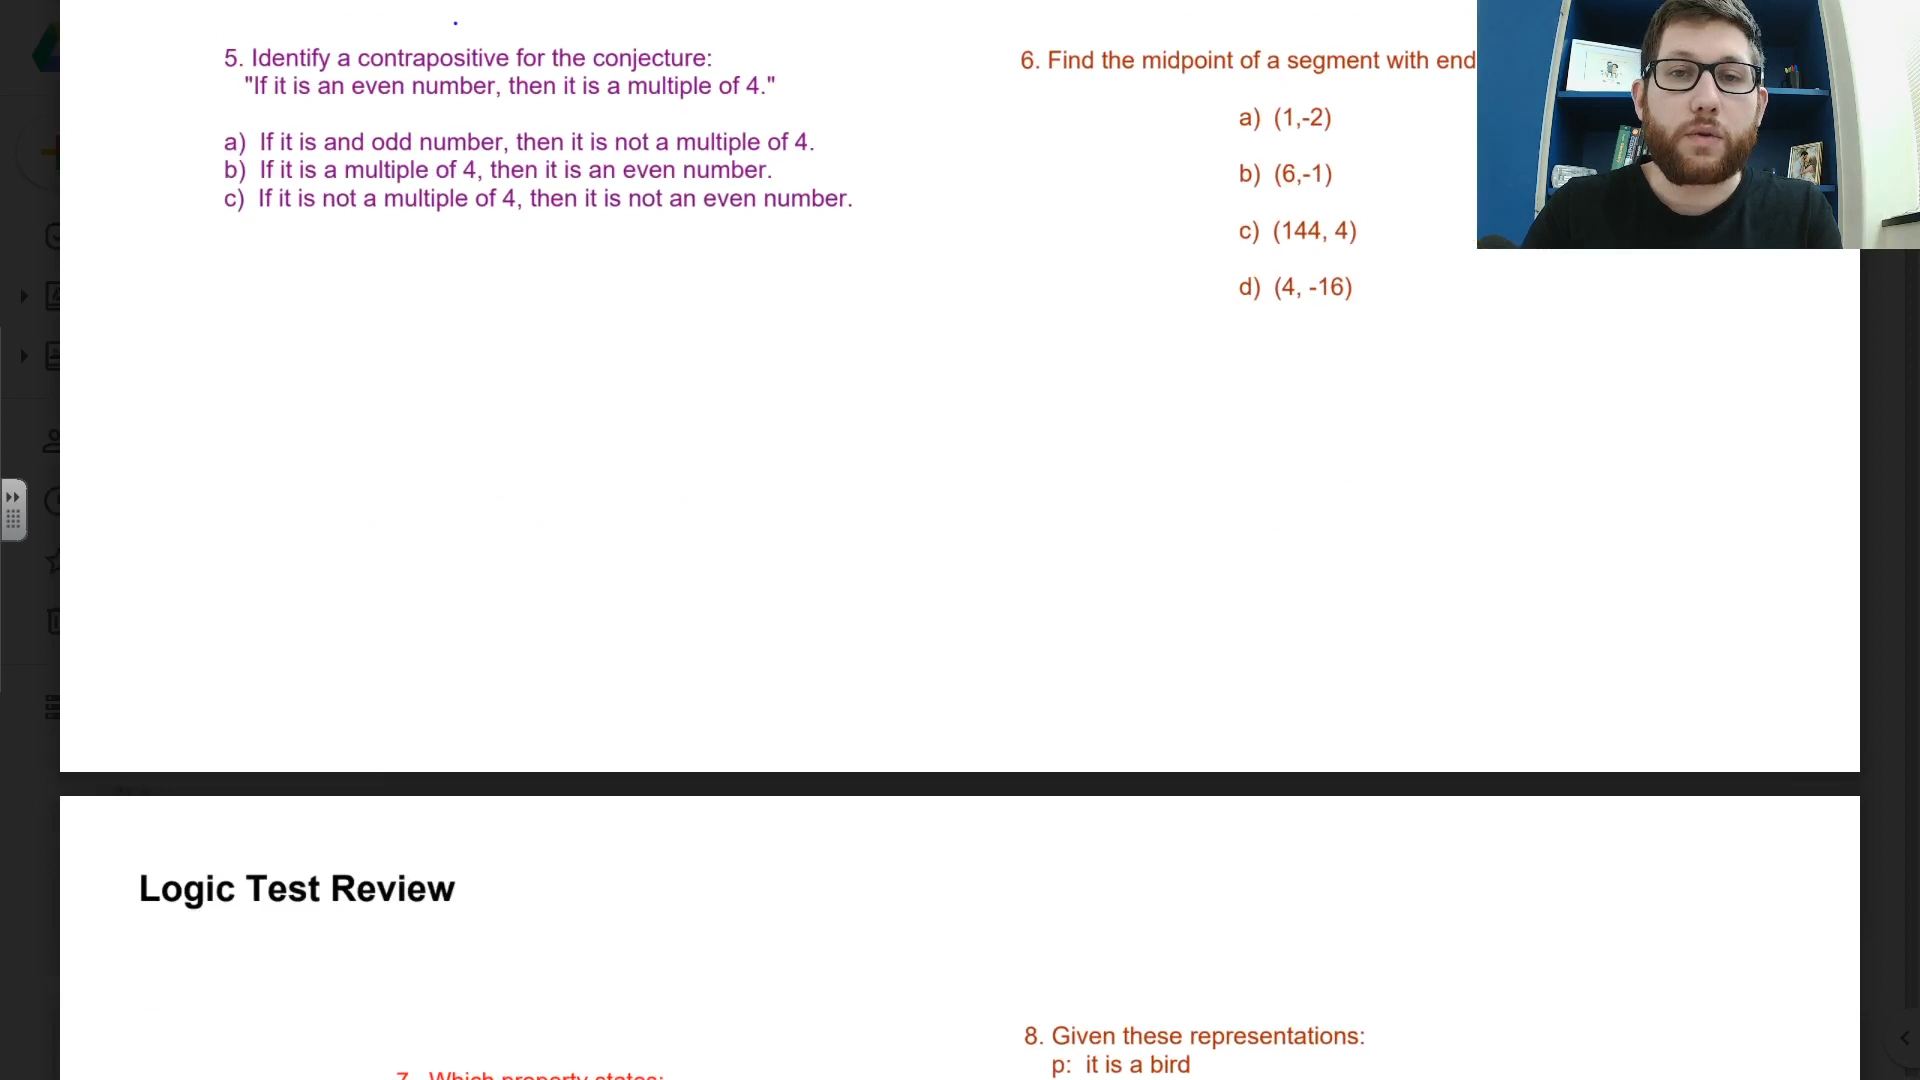 5. Identify a contrapositive for the conjecture:
"If it is an even number, then it is a multiple of 4."
a) If it is and odd number, then it is not a multiple of 4.
b) If it is a multiple of 4, then it is an even number.
c) If it is not a multiple of 4, then it is not an even number.
6. Find the midpoint of a segment with end
a) (1,-2)
b) (6,-1)
c) (144, 4)
d) (4, -16)
Logic Test Review
7. Which property states:
8. Given these representations:
p: it is a bird